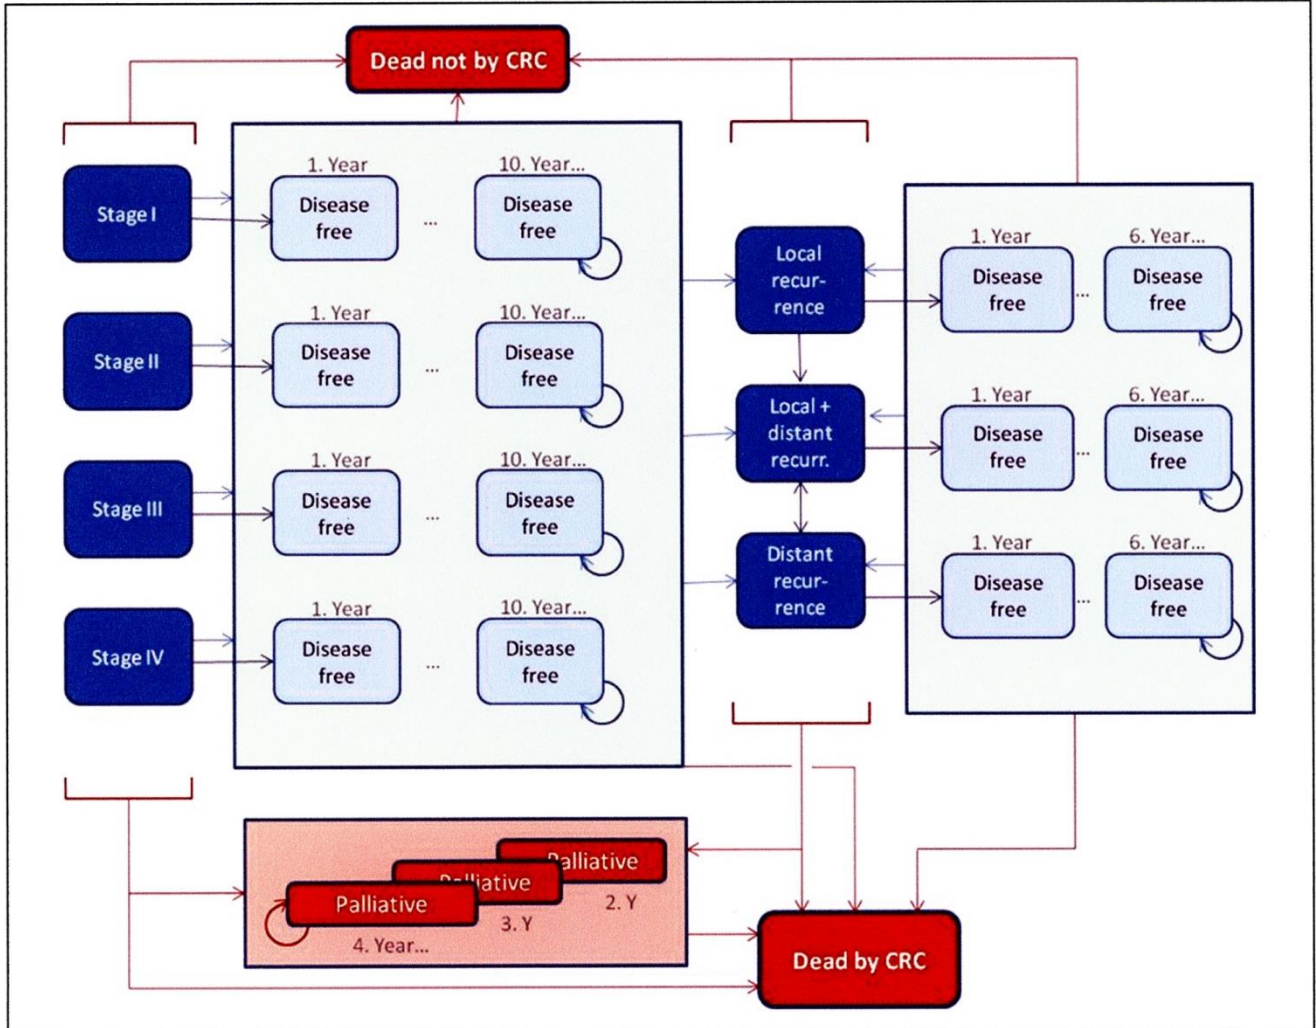 Dead not by CRC
Stage I
1. Year
Disease
free
...
10. Year...
Disease
free
Stage II
1. Year
Disease
free
...
10. Year...
Disease
free
Stage III
1. Year
Disease
free
...
10. Year...
Disease
free
Stage IV
1. Year
Disease
free
...
10. Year...
Disease
free
Local
recur-
rence
Local +
distant
recurr.
Distant
recur-
rence
1. Year
Disease
free
...
6. Year...
Disease
free
1. Year
Disease
free
...
6. Year...
Disease
free
1. Year
Disease
free
...
6. Year...
Disease
free
Palliative
2. Y
Palliative
3. Y
Palliative
4. Year...
Dead by CRC